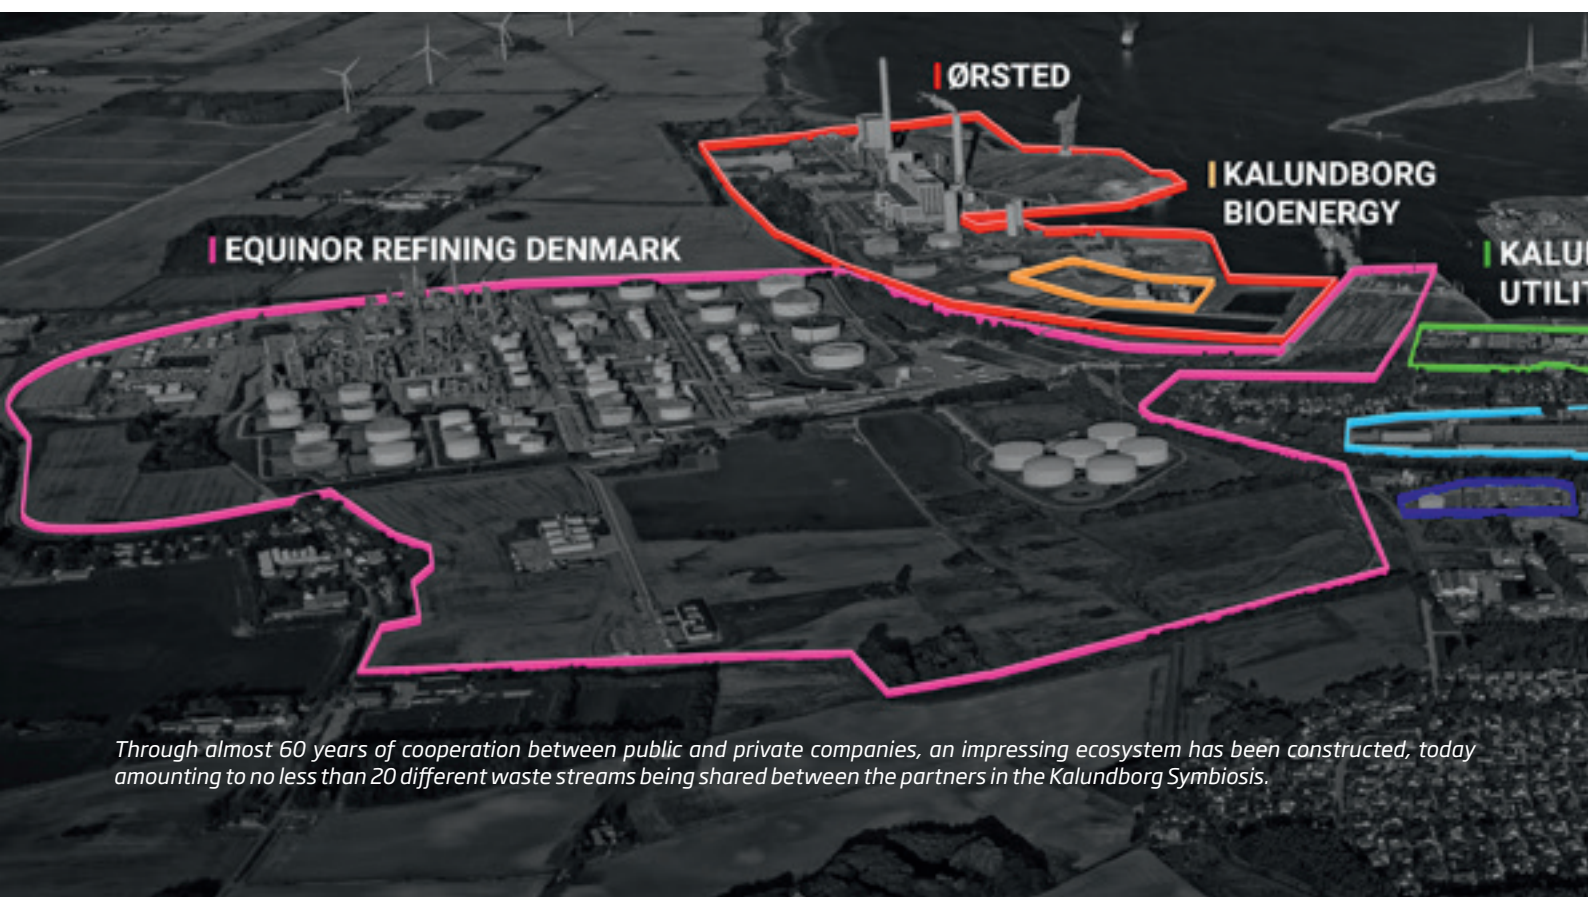 ØRSTED
KALUNDBORG
BIOENERGY
EQUINOR REFINING DENMARK
KALU
UTILIT
Through almost 60 years of cooperation between public and private companies, an impressing ecosystem has been constructed, today
amounting to no less than 20 different waste streams being shared between the partners in the Kalundborg Symbiosis.